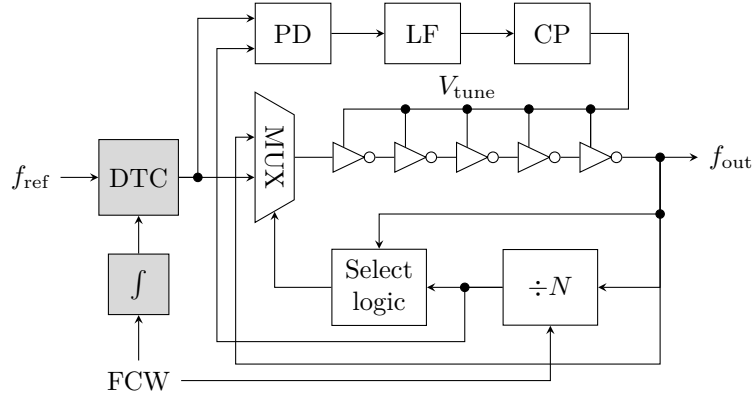 PD
LF
CP
V_tune
MUX
f_ref
DTC
f_out
∫
Select
logic
÷N
FCW